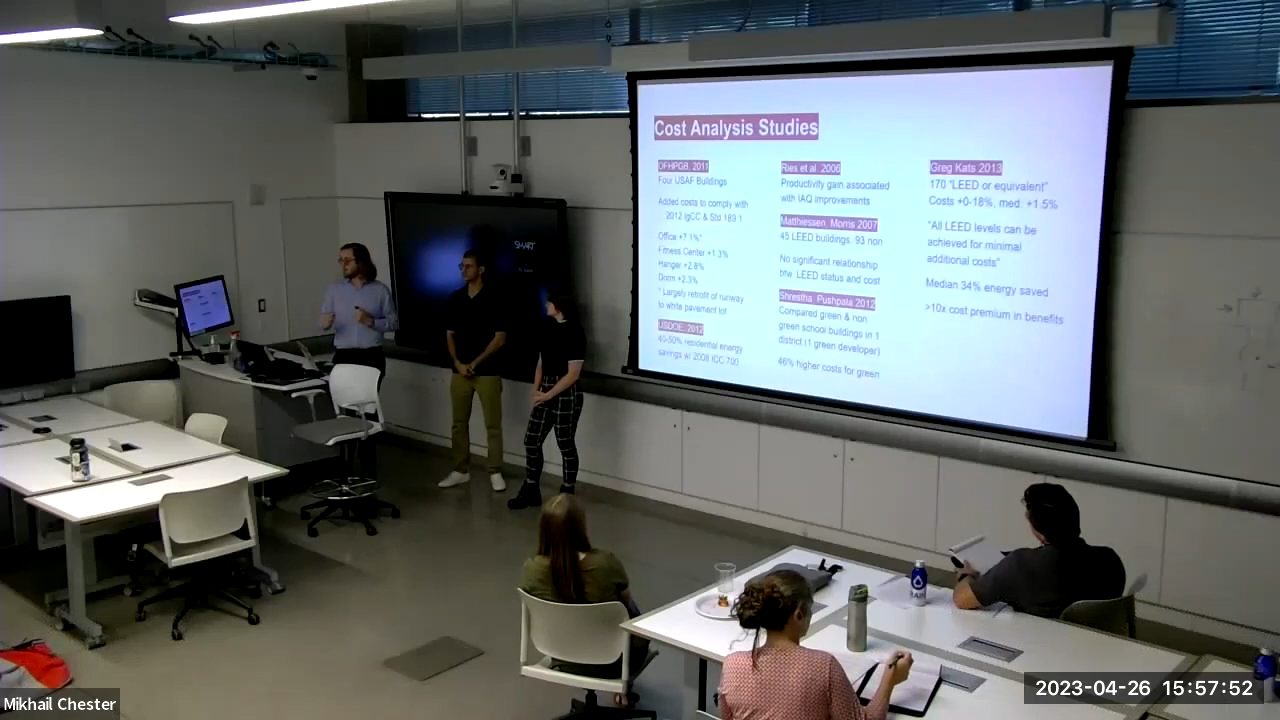 Cost Analysis Studies
OFHPGB, 2011
Four USAF Buildings
Added costs to comply with
2012 IgCC & Std 189.1
Office +7.1%*
Fitness Center +1.3%
Hanger +2.8%
Dorm +2.3%
* Largely retrofit of runway
to white pavement lot
USDOE, 2012
40-50% residential energy
savings w/ 2008 ICC 700
Ries et al. 2006
Productivity gain associated
with IAQ improvements
Matthiessen, Morris 2007
45 LEED buildings, 93 non
No significant relationship
btw. LEED status and cost
Shrestha, Pushpala 2012
Compared green & non
green school buildings in 1
district (1 green developer)
46% higher costs for green
Greg Kats 2013
170 "LEED or equivalent"
Costs +0-18%, med. +1.5%
"All LEED levels can be
achieved for minimal
additional costs"
Median 34% energy saved
>10x cost premium in benefits
SMART
Mikhail Chester
2023-04-26 15:57:52